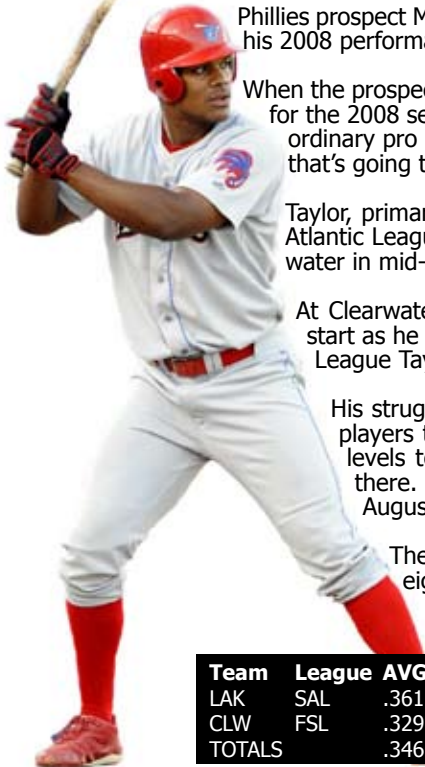 Phillies prospect M
his 2008 performa
When the prospec
for the 2008 se
ordinary pro
that's going t
Taylor, primar
Atlantic Leagu
water in mid-
At Clearwate
start as he
League Tay
His strug
players t
levels to
there.
Augus
The
eig
Team League AVG
LAK SAL .361
CLW FSL .329
TOTALS .346